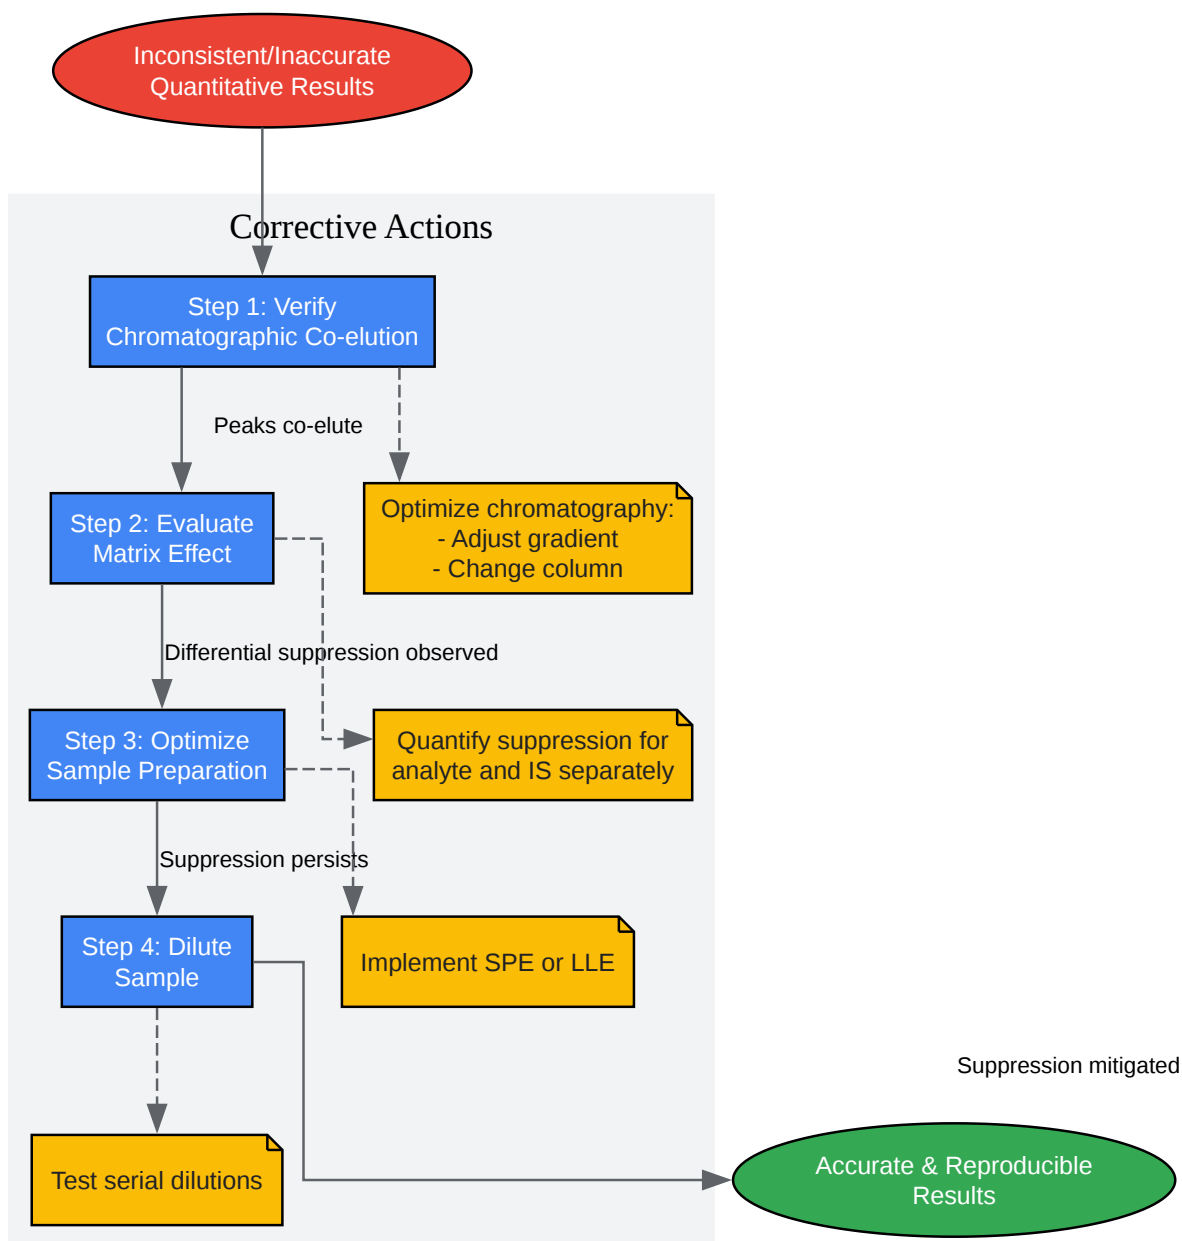 Inconsistent/Inaccurate
Quantitative Results
Corrective Actions
Step 1: Verify
Chromatographic Co-elution
Peaks co-elute
Step 2: Evaluate
Matrix Effect
Optimize chromatography:
- Adjust gradient
- Change column
Differential suppression observed
Step 3: Optimize
Sample Preparation
Quantify suppression for
analyte and IS separately
Suppression persists
Step 4: Dilute
Sample
Implement SPE or LLE
Suppression mitigated
Test serial dilutions
Accurate & Reproducible
Results